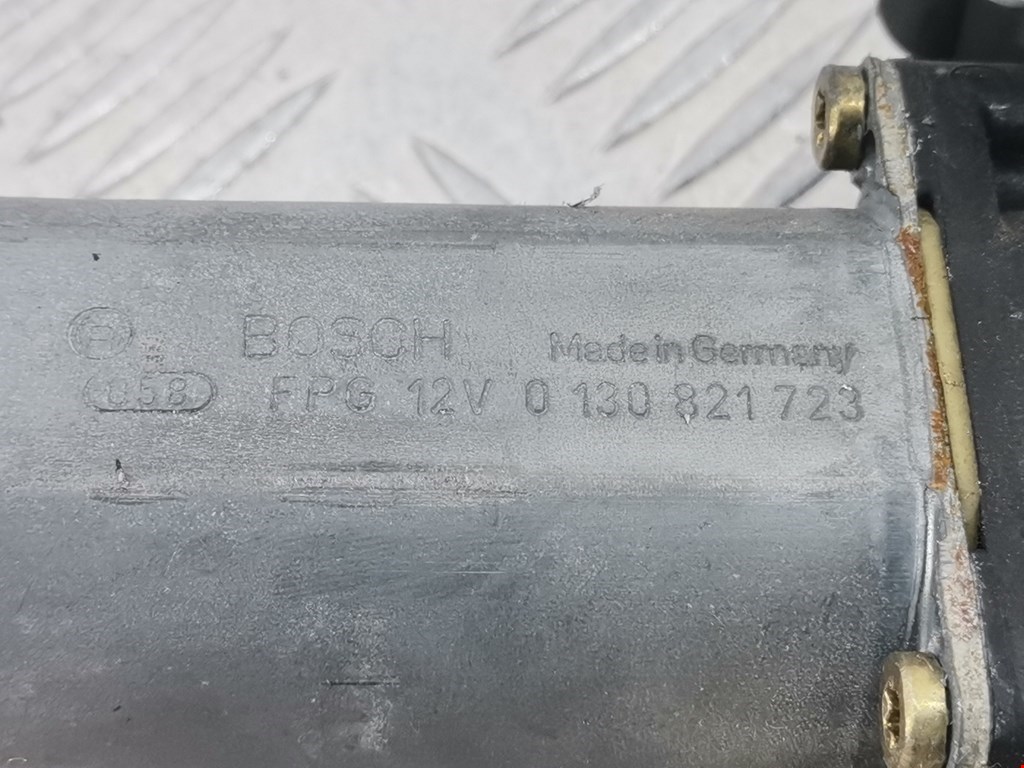 BOSCH Made in Germany
058 FPG 12V 0 130 821 723